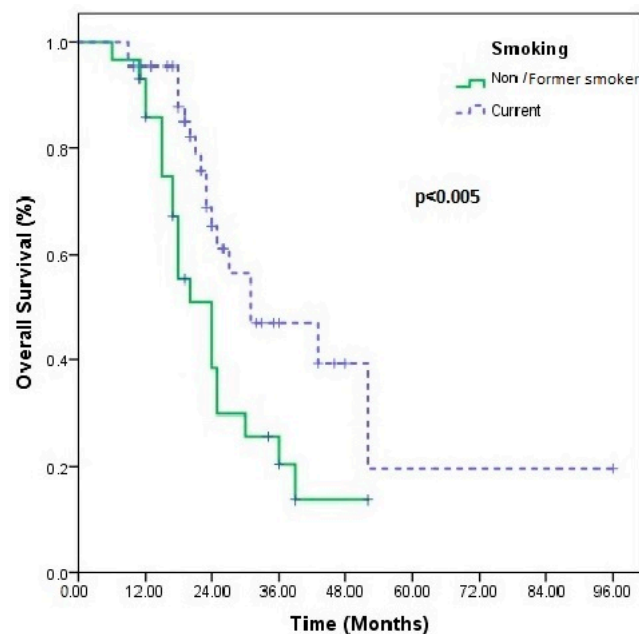 Smoking
Non /Former smoker
Current
p<0.005
Overall Survival (%)
1.0
0.8
0.6
0.4
0.2
0.0
0.00 12.00 24.00 36.00 48.00 60.00 72.00 84.00 96.00
Time (Months)